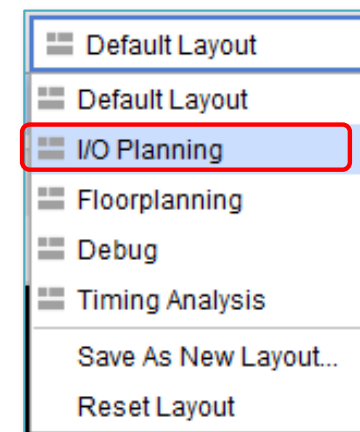 Default Layout
Default Layout
I/O Planning
Floorplanning
Debug
Timing Analysis
Save As New Layout...
Reset Layout